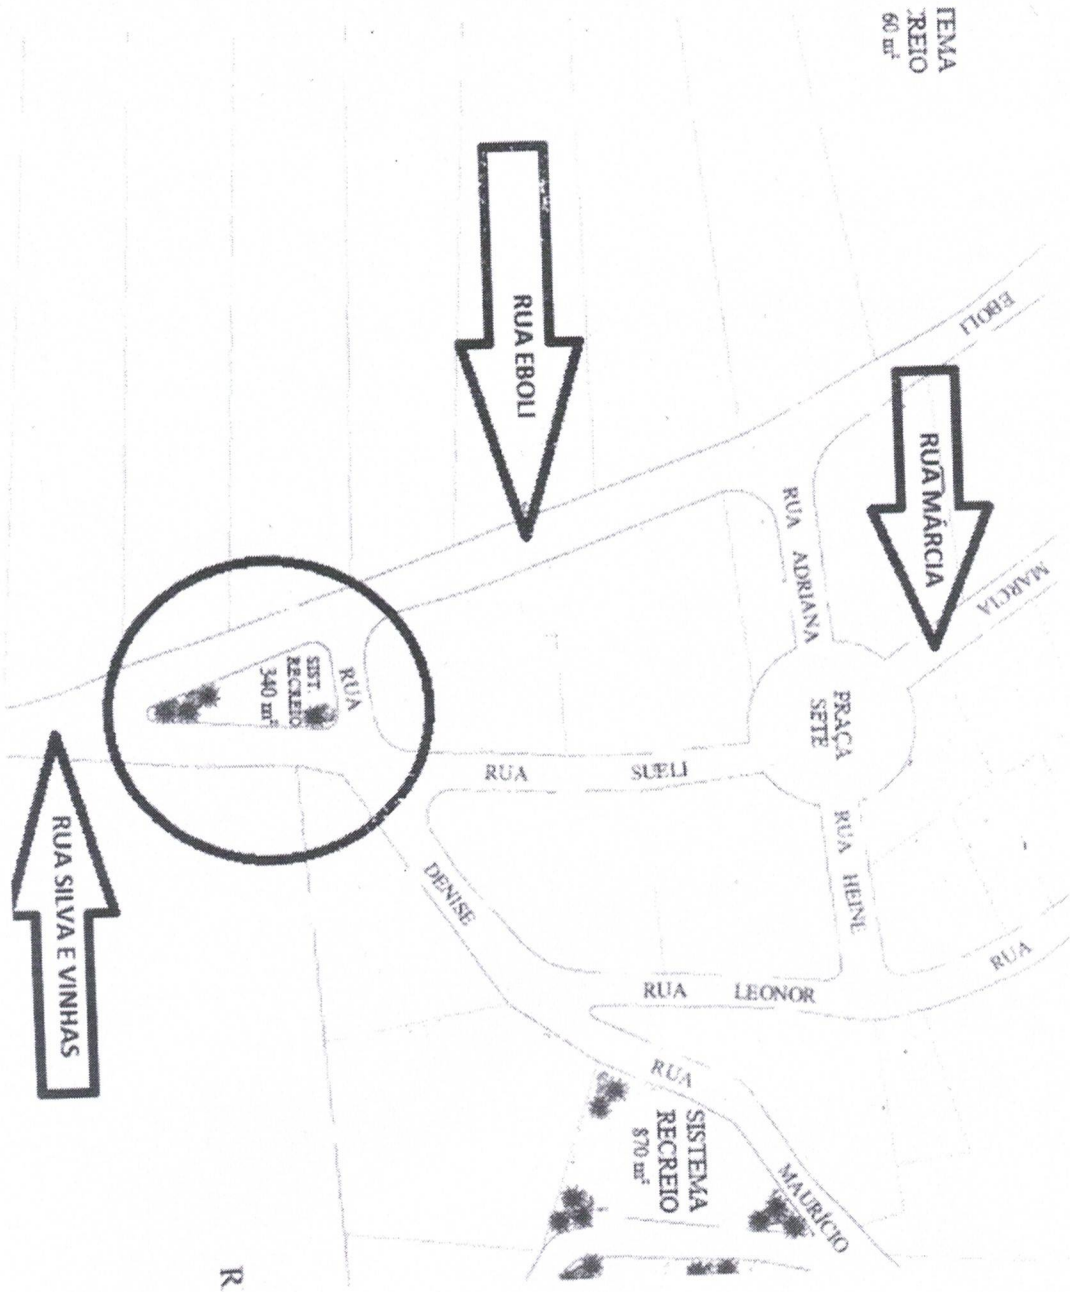 TEMA
CREIO
60 m²
EBOLI
RUA EBOLI
RUA MÁRCIA
RUA ADRIANA
MARCIA
PRAÇA
SETE
RUA
SIST.
RECREIO
340 m²
RUA SUELI
RUA HEINE
RUA SILVA E VINHAS
DENISE
RUA LEONOR
RUA
RUA
SISTEMA
RECREIO
870 m²
MAURÍCIO
R